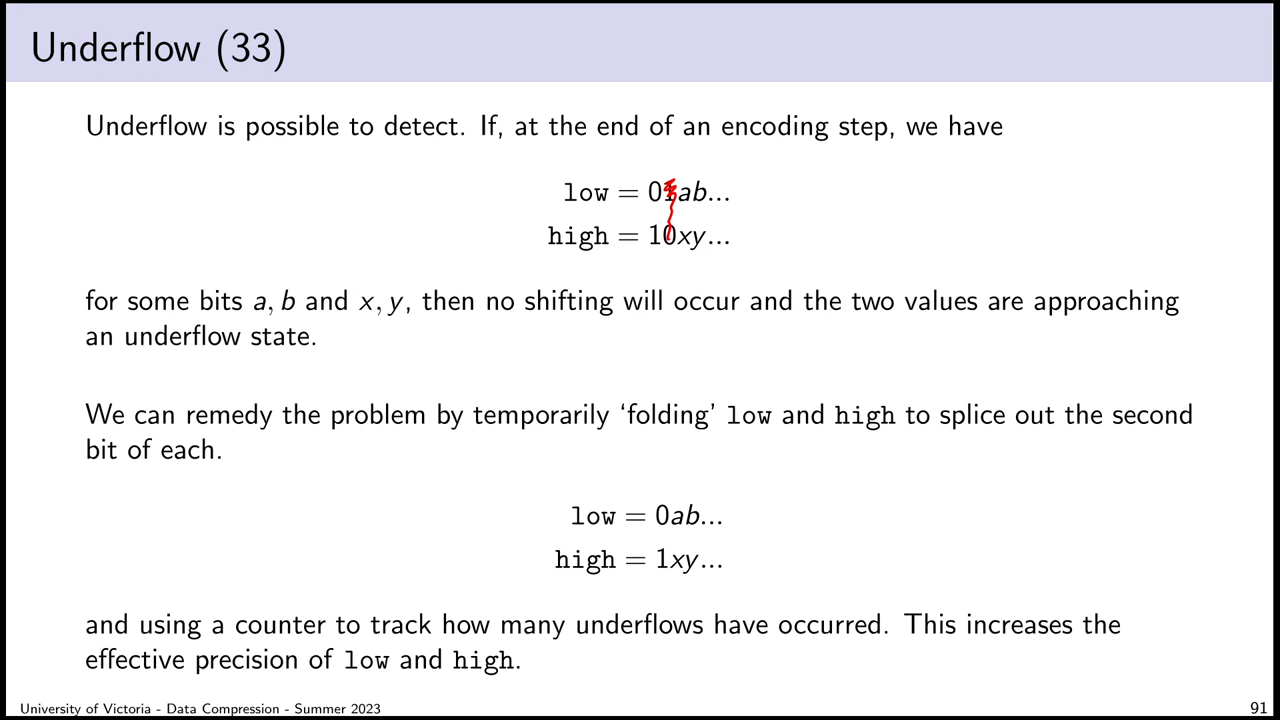 Underflow (33)
Underflow is possible to detect. If, at the end of an encoding step, we have
low = 01ab...
high = 10xy...
for some bits a, b and x, y, then no shifting will occur and the two values are approaching
an underflow state.
We can remedy the problem by temporarily ‘folding’ low and high to splice out the second
bit of each.
low = 0ab...
high = 1xy...
and using a counter to track how many underflows have occurred. This increases the
effective precision of low and high.
University of Victoria - Data Compression - Summer 2023
91